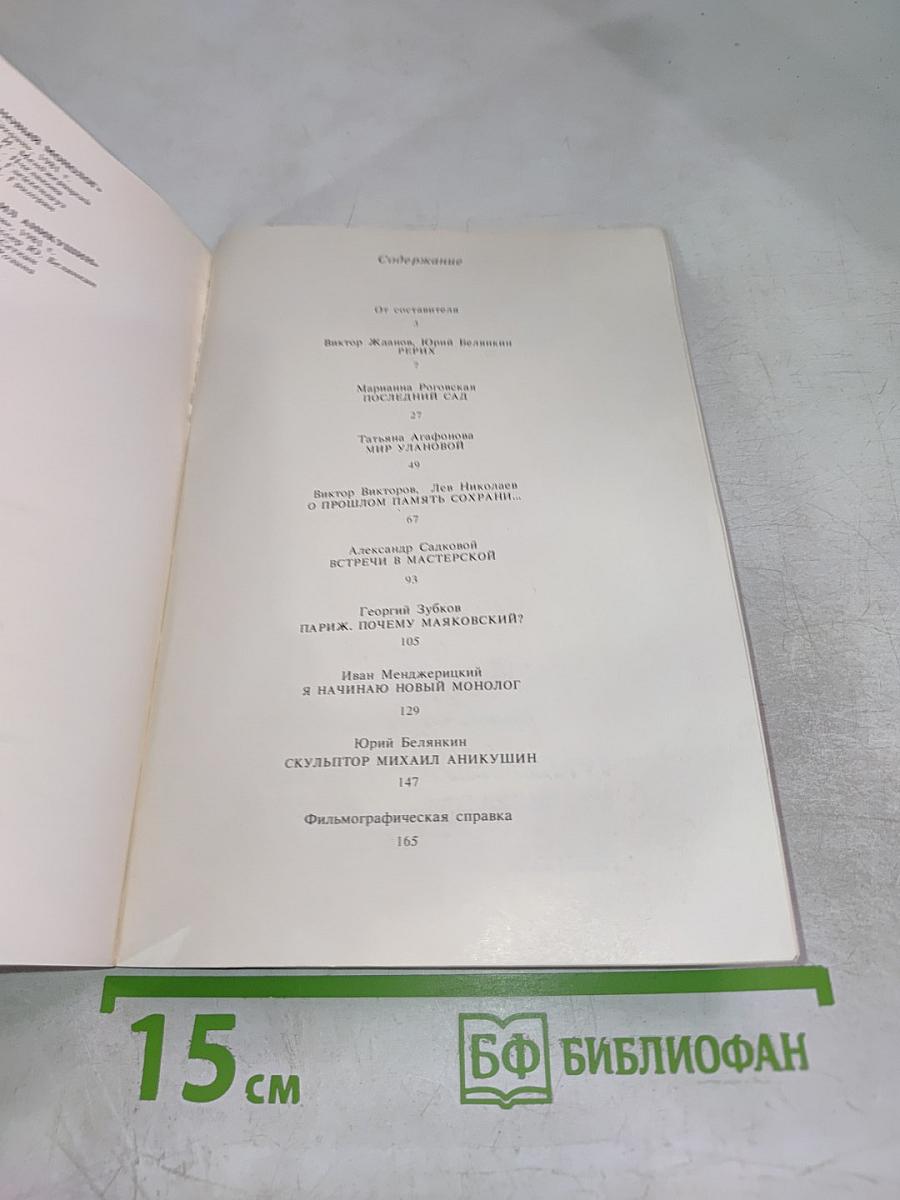 Содержание
От составителя
3
Виктор Жданов, Юрий Белянкин
РЕРИХ
7
Марианна Роговская
ПОСЛЕДНИЙ САД
27
Татьяна Агафонова
МИР УЛАНОВОЙ
49
Виктор Викторов, Лев Николаев
О ПРОШЛОМ ПАМЯТЬ СОХРАНИ...
67
Александр Садковой
ВСТРЕЧИ В МАСТЕРСКОЙ
93
Георгий Зубков
ПАРИЖ. ПОЧЕМУ МАЯКОВСКИЙ?
105
Иван Менджерицкий
Я НАЧИНАЮ НОВЫЙ МОНОЛОГ
129
Юрий Белянкин
СКУЛЬПТОР МИХАИЛ АНИКУШИН
147
Фильмографическая справка
165
15 см
БФ БИБЛИОФАН